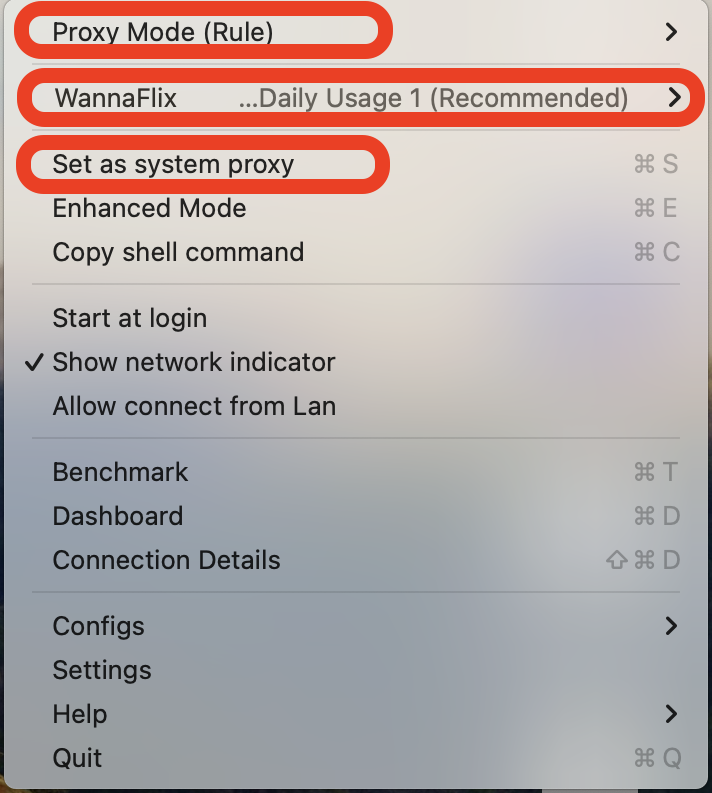 Proxy Mode (Rule)
WannaFlix ...Daily Usage 1 (Recommended)
Set as system proxy ⌘ S
Enhanced Mode ⌘ E
Copy shell command ⌘ C
Start at login
✓ Show network indicator
Allow connect from Lan
Benchmark ⌘ T
Dashboard ⌘ D
Connection Details ⇧ ⌘ D
Configs
Settings
Help
Quit ⌘ Q